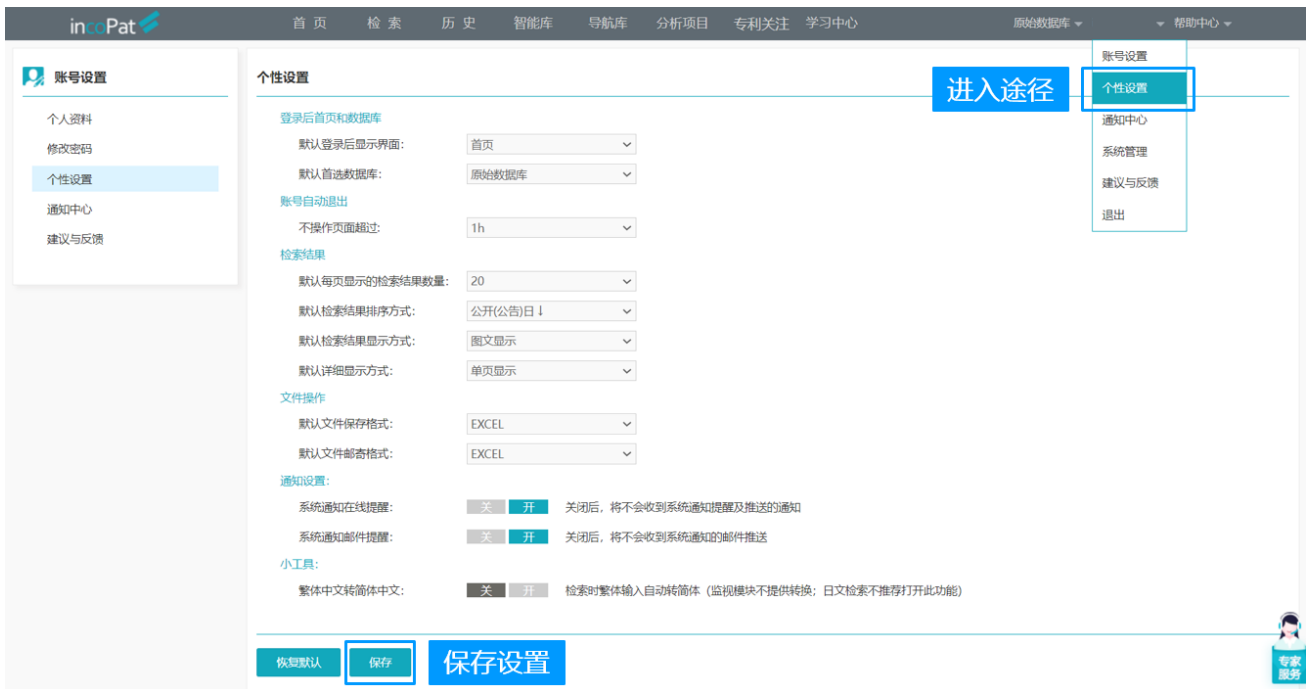 incoPat
首 页 检 索 历 史 智能库 导航库 分析项目 专利关注 学习中心 原始数据库 帮助中心
账号设置
个性设置
通知中心
系统管理
建议与反馈
退出
进入途径
账号设置
个人资料
修改密码
个性设置
通知中心
建议与反馈
个性设置
登录后首页和数据库
默认登录后显示界面: 首页
默认首选数据库: 原始数据库
账号自动退出
不操作页面超过: 1h
检索结果
默认每页显示的检索结果数量: 20
默认检索结果排序方式: 公开(公告)日↓
默认检索结果显示方式: 图文显示
默认详细显示方式: 单页显示
文件操作
默认文件保存格式: EXCEL
默认文件邮寄格式: EXCEL
通知设置:
系统通知在线提醒: 关 开 关闭后，将不会收到系统通知提醒及推送的通知
系统通知邮件提醒: 关 开 关闭后，将不会收到系统通知的邮件推送
小工具:
繁体中文转简体中文: 关 开 检索时繁体输入自动转简体（监视模块不提供转换；日文检索不推荐打开此功能）
恢复默认 保存 保存设置
专家
服务